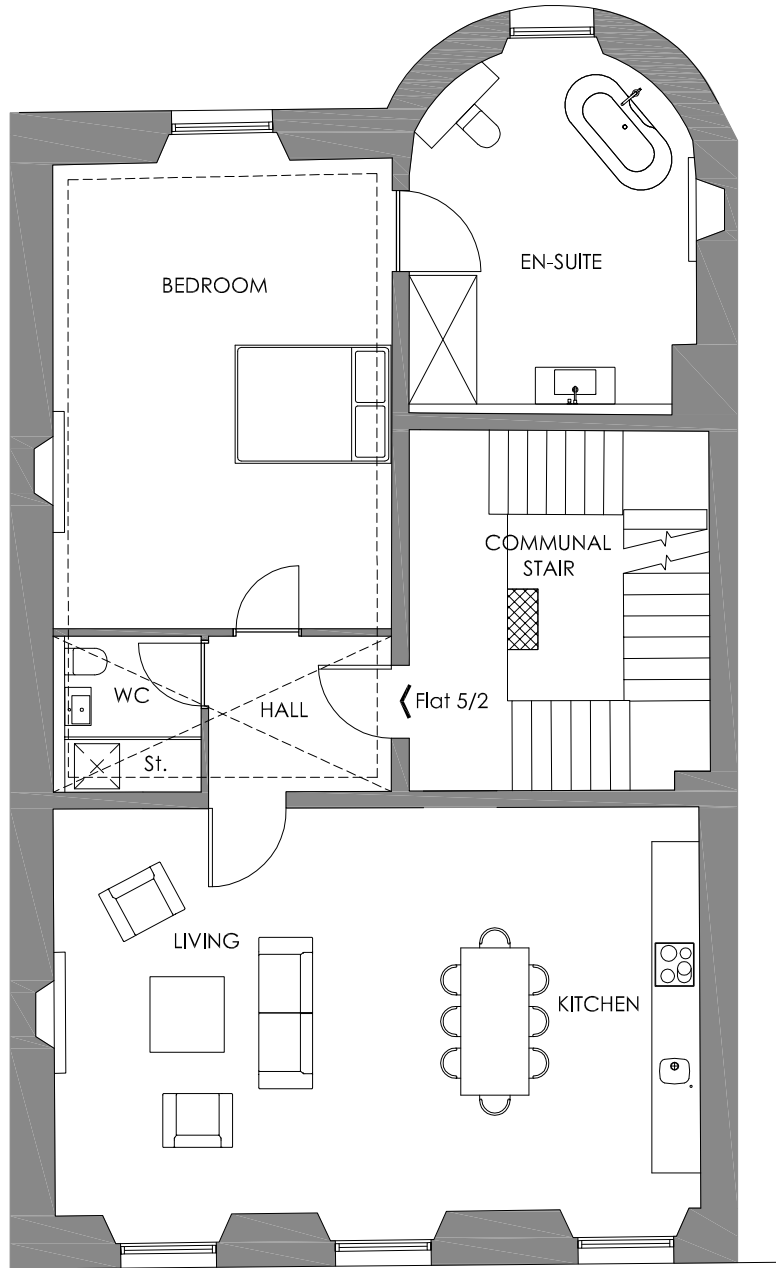 EN-SUITE
BEDROOM
COMMUNAL
STAIR
WC
HALL
Flat 5/2
St.
LIVING
KITCHEN